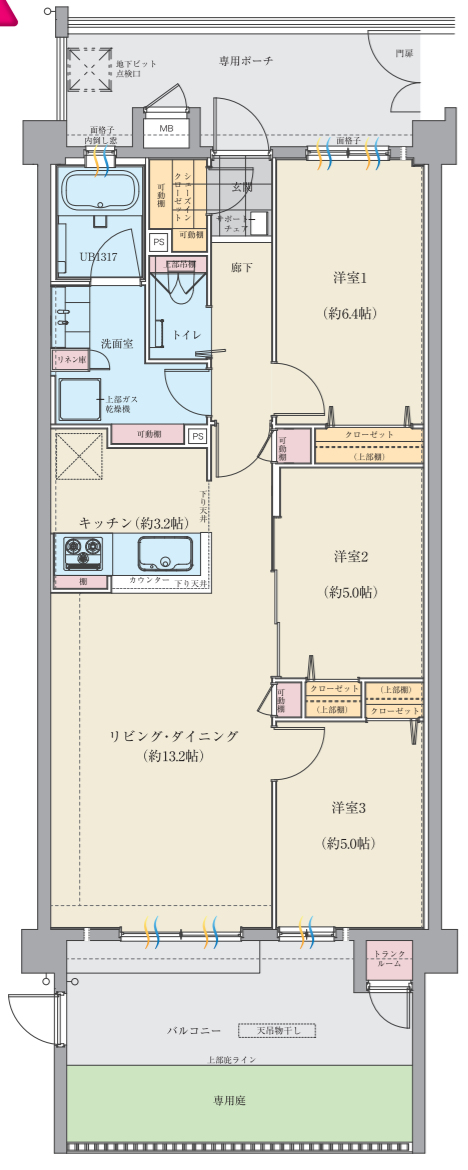 地下ピット
点検口
専用ポーチ
門扉
面格子
内倒し窓
MB
面格子
可動棚
シューズイン
クローゼット
玄関
サポート
チェア
可動棚
PS
UB1317
上部吊棚
廊下
洋室1
(約6.4帖)
トイレ
洗面室
リネン庫
上部ガス
乾燥機
可動棚
PS
可動棚
クローゼット
(上部棚)
下り天井
キッチン(約3.2帖)
洋室2
(約5.0帖)
棚
カウンター
下り天井
可動棚
クローゼット
(上部棚)
(上部棚)
クローゼット
リビング・ダイニング
(約13.2帖)
洋室3
(約5.0帖)
トランク
ルーム
バルコニー
天吊物干し
上部庇ライン
専用庭